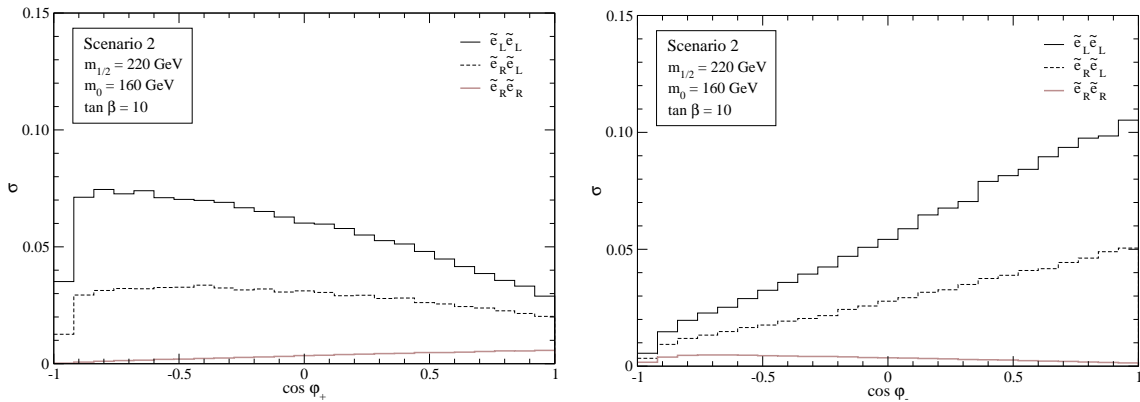 0.15
Scenario 2
m1/2 = 220 GeV
m0 = 160 GeV
tan β = 10
ẽLẽL
ẽRẽL
ẽRẽR
0.10
σ
0.05
0
-1 -0.5 0 0.5 1
cos φ+
0.15
Scenario 2
m1/2 = 220 GeV
m0 = 160 GeV
tan β = 10
ẽLẽL
ẽRẽL
ẽRẽR
0.10
σ
0.05
0
-1 -0.5 0 0.5 1
cos φ-